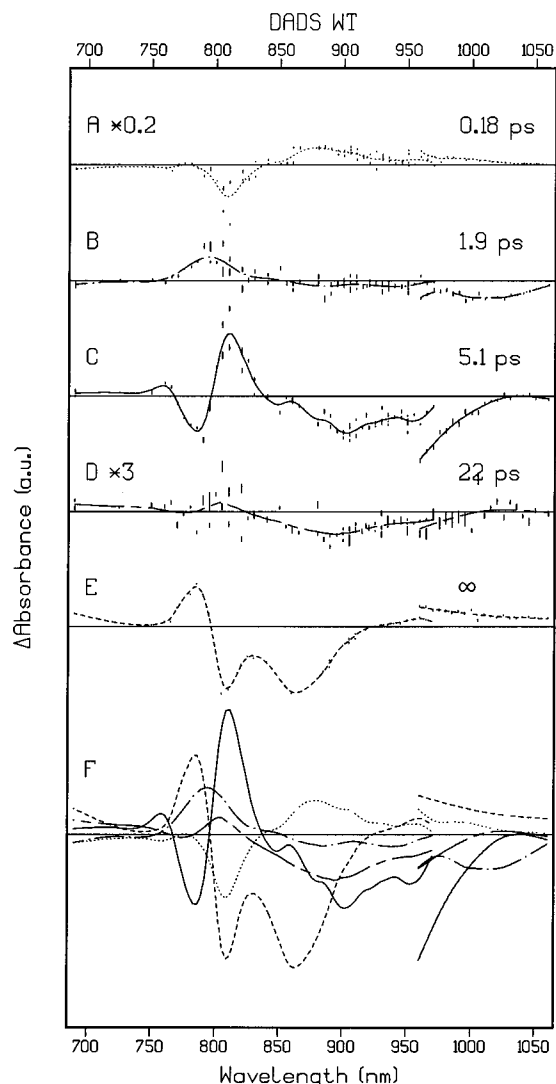 DADS WT
700 750 800 850 900 950 1000 1050
A *0.2 0.18 ps
B 1.9 ps
C 5.1 ps
D *3 22 ps
E ∞
F
ΔAbsorbance (a.u.)
700 750 800 850 900 950 1000 1050
Wavelength (nm)